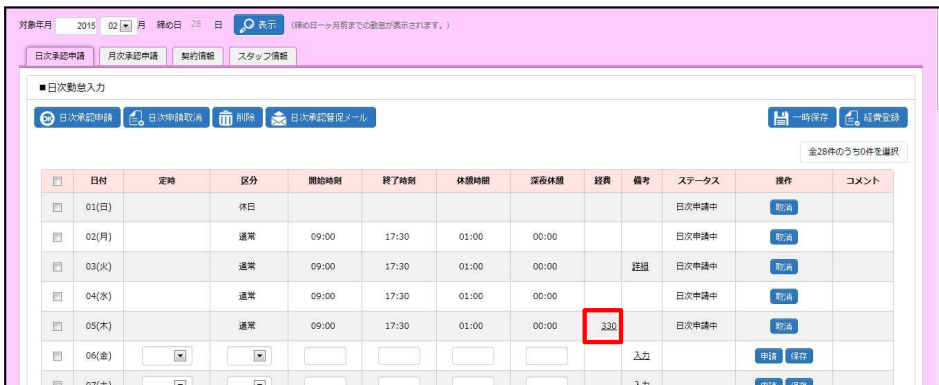 対象年月 2015 02 月 締め日 28 日 表示 (締め日一ヶ月前までの勤怠が表示されます。)
日次承認申請 月次承認申請 契約情報 スタッフ情報
■日次勤怠入力
OK 日次承認申請 日次申請取消 削除 日次承認督促メール 一時保存 経費登録
全28件のうち0件を選択
日付 定時 区分 開始時刻 終了時刻 休憩時間 深夜休憩 経費 備考 ステータス 操作 コメント
01(日) 休日 日次申請中 取消
02(月) 通常 09:00 17:30 01:00 00:00 日次申請中 取消
03(火) 通常 09:00 17:30 01:00 00:00 詳細 日次申請中 取消
04(水) 通常 09:00 17:30 01:00 00:00 日次申請中 取消
05(木) 通常 09:00 17:30 01:00 00:00 330 日次申請中 取消
06(金) 入力 申請 保存
07(土) 入力 申請 保存